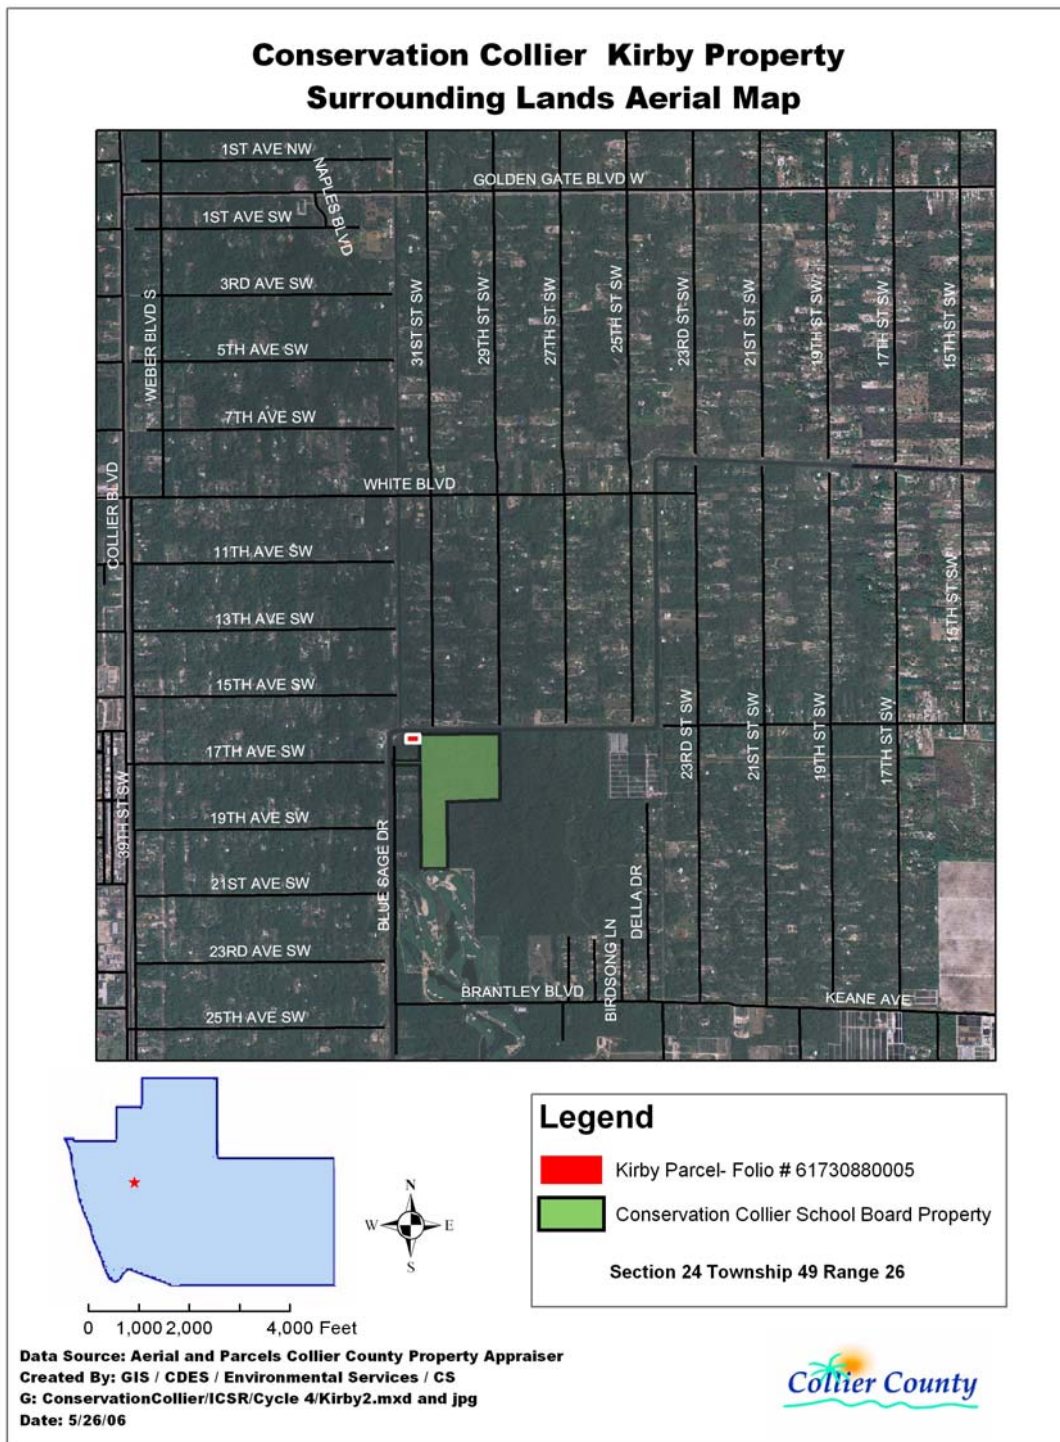 Conservation Collier Kirby Property
Surrounding Lands Aerial Map
1ST AVE NW
NAPLES BLVD
GOLDEN GATE BLVD W
1ST AVE SW
3RD AVE SW
WEBER BLVD S
31ST ST SW
29TH ST SW
27TH ST SW
25TH ST SW
23RD ST SW
21ST ST SW
19TH ST SW
17TH ST SW
15TH ST SW
5TH AVE SW
7TH AVE SW
WHITE BLVD
COLLIER BLVD
11TH AVE SW
15TH ST SW
13TH AVE SW
15TH AVE SW
23RD ST SW
21ST ST SW
19TH ST SW
17TH ST SW
17TH AVE SW
39TH ST SW
19TH AVE SW
BLUE SAGE DR
21ST AVE SW
DELLA DR
BIRDSONG LN
23RD AVE SW
BRANTLEY BLVD
KEANE AVE
25TH AVE SW
Legend
Kirby Parcel- Folio # 61730880005
Conservation Collier School Board Property
Section 24 Township 49 Range 26
N
W E
S
0 1,000 2,000 4,000 Feet
Data Source: Aerial and Parcels Collier County Property Appraiser
Created By: GIS / CDES / Environmental Services / CS
G: ConservationCollier/ICSR/Cycle 4/Kirby2.mxd and jpg
Date: 5/26/06
Collier County